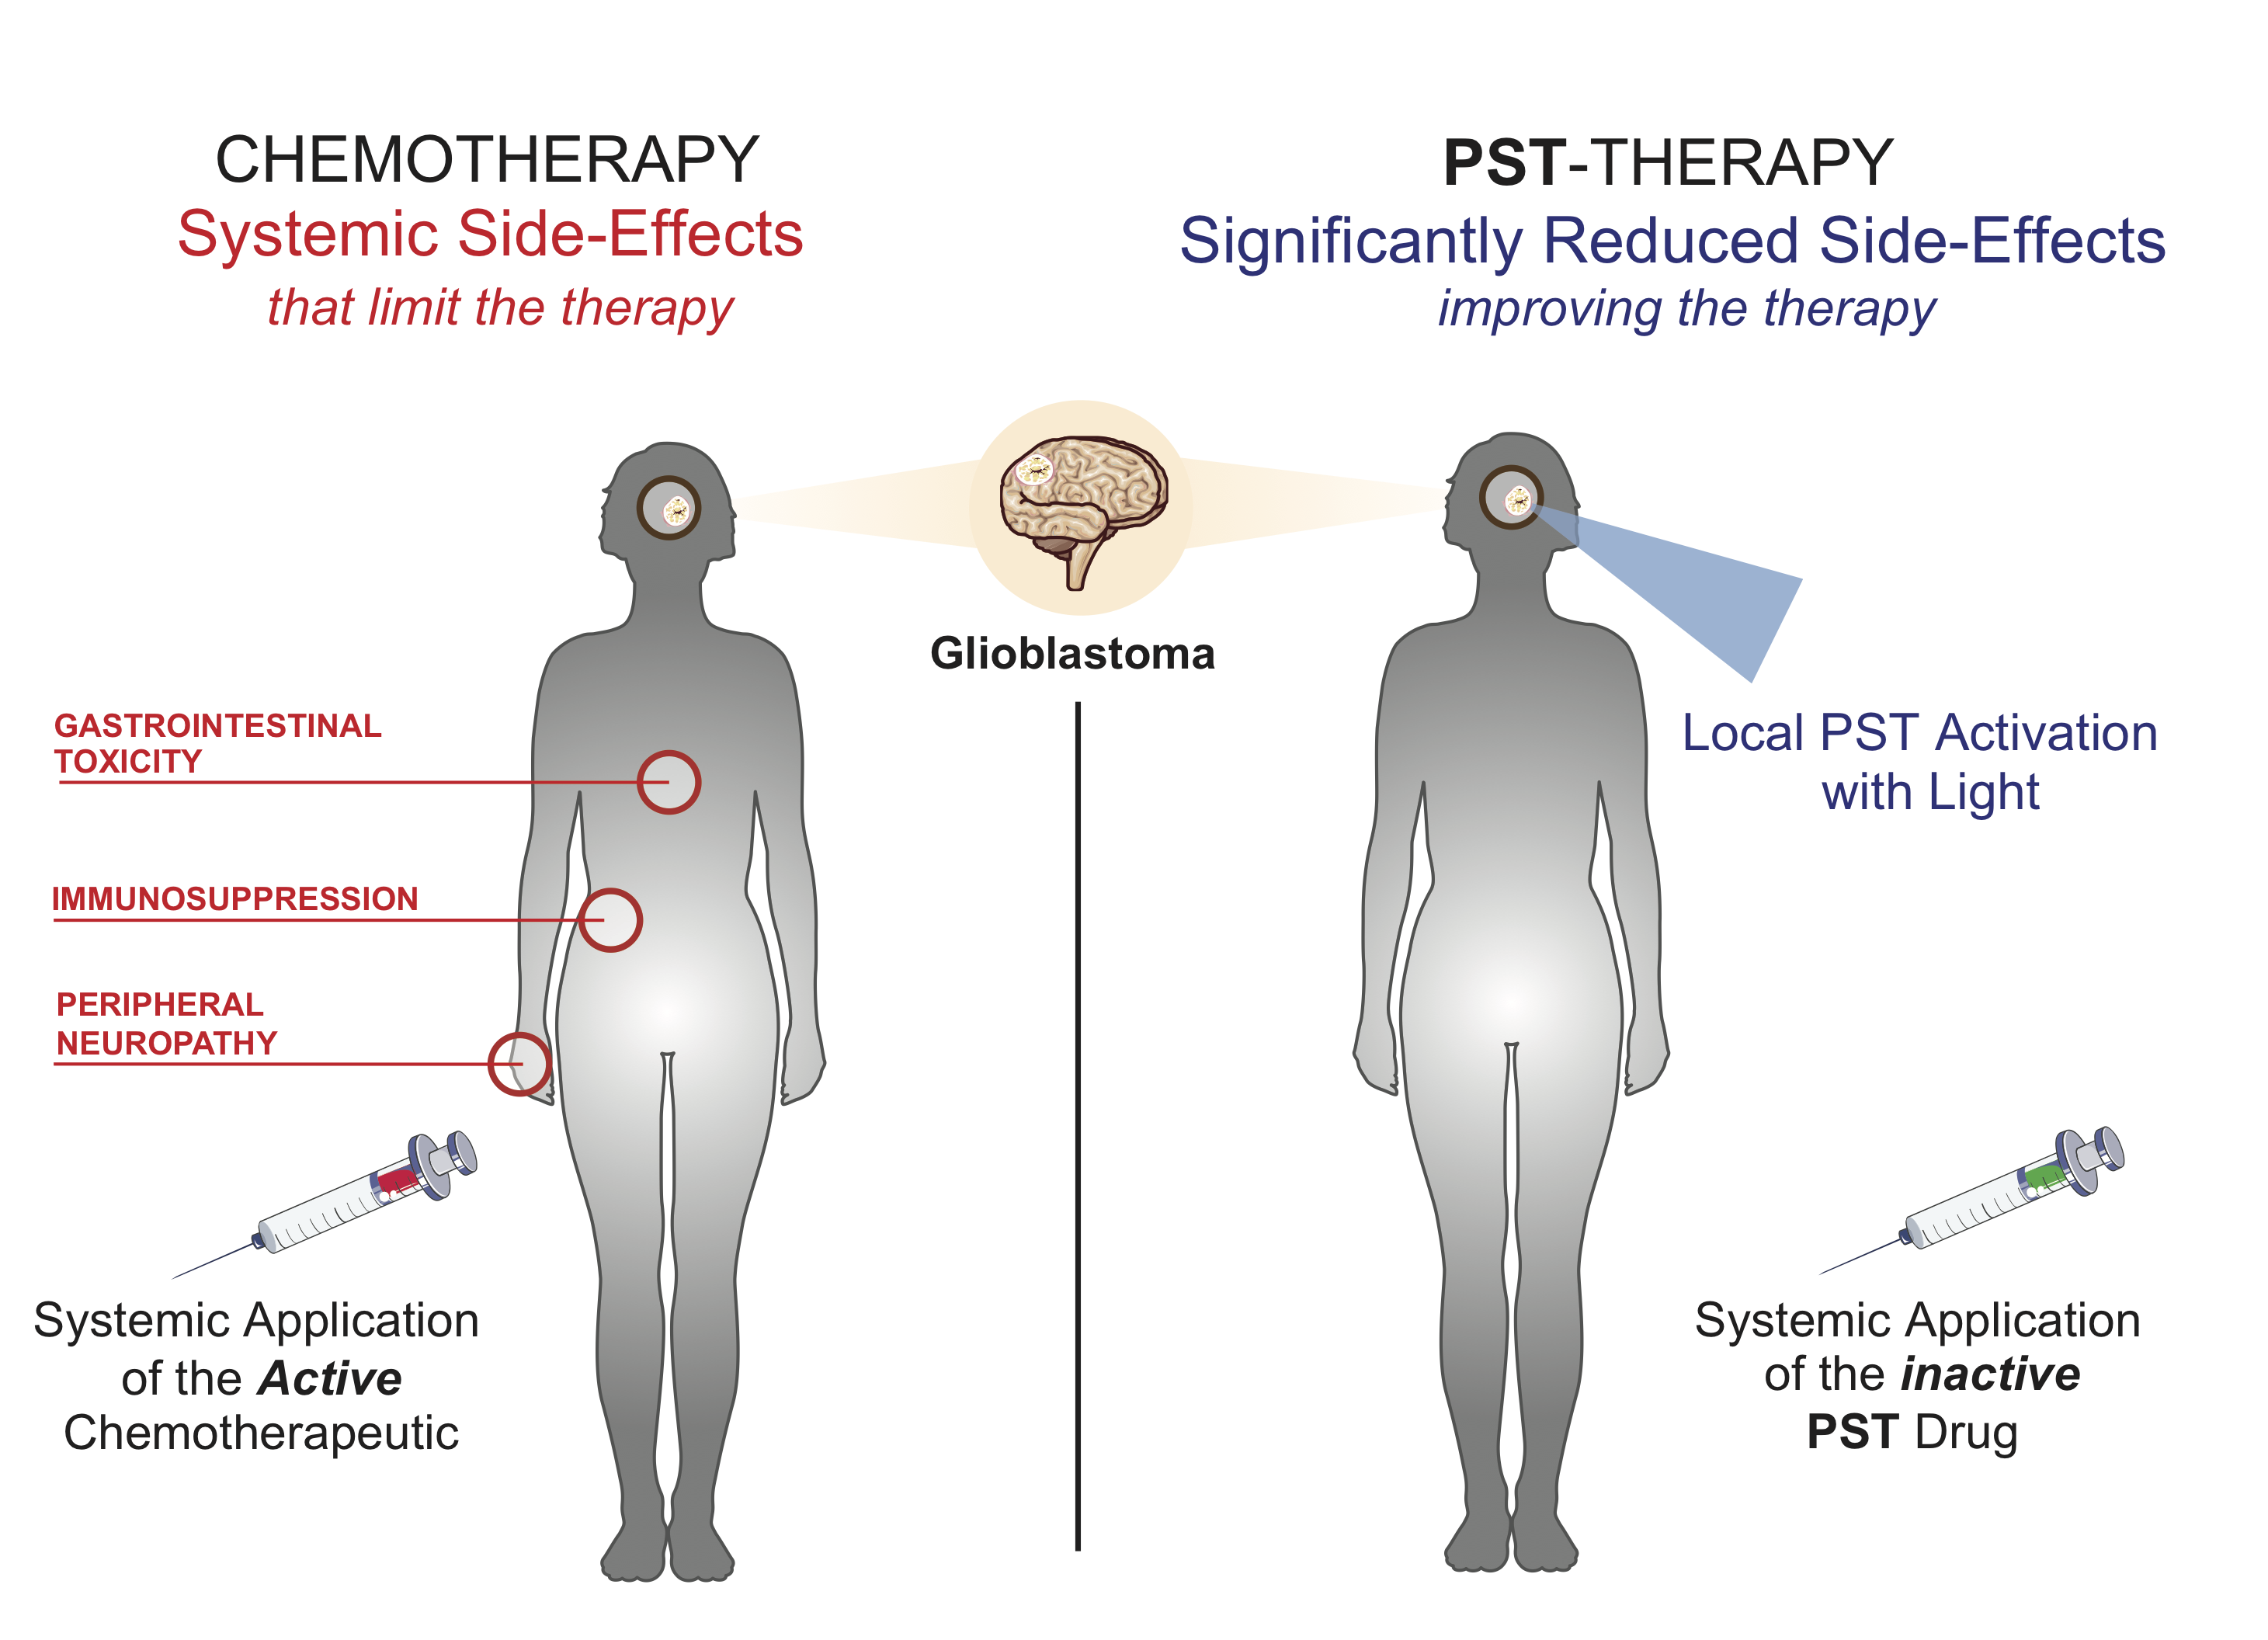 CHEMOTHERAPY
Systemic Side-Effects
that limit the therapy
PST-THERAPY
Significantly Reduced Side-Effects
improving the therapy
Glioblastoma
GASTROINTESTINAL
TOXICITY
IMMUNOSUPPRESSION
PERIPHERAL
NEUROPATHY
Local PST Activation
with Light
Systemic Application
of the Active
Chemotherapeutic
Systemic Application
of the inactive
PST Drug